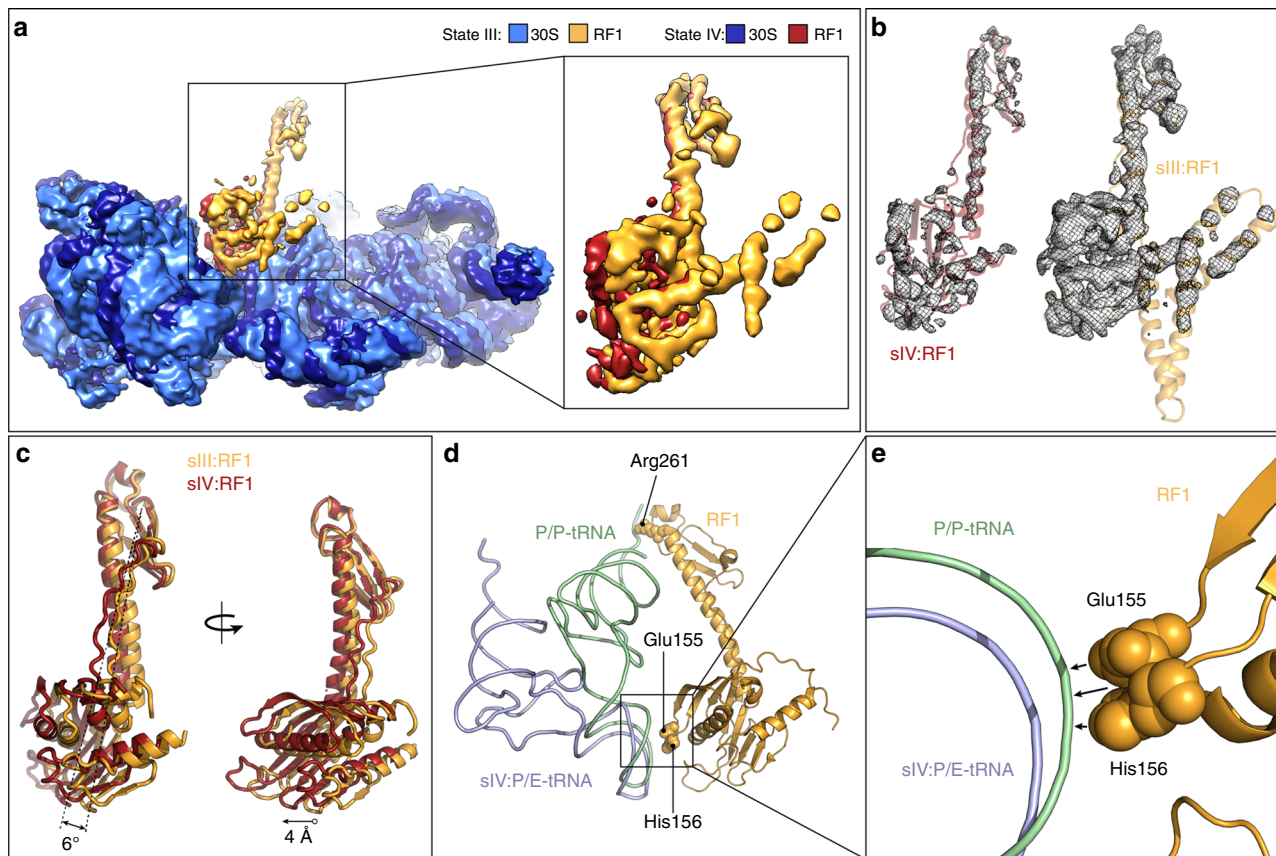 a
State III: 30S RF1 State IV: 30S RF1
b
sIII:RF1
sIV:RF1
c
sIII:RF1
sIV:RF1
6°
4 Å
d
Arg261
P/P-tRNA
RF1
Glu155
sIV:P/E-tRNA
His156
e
RF1
P/P-tRNA
Glu155
sIV:P/E-tRNA
His156